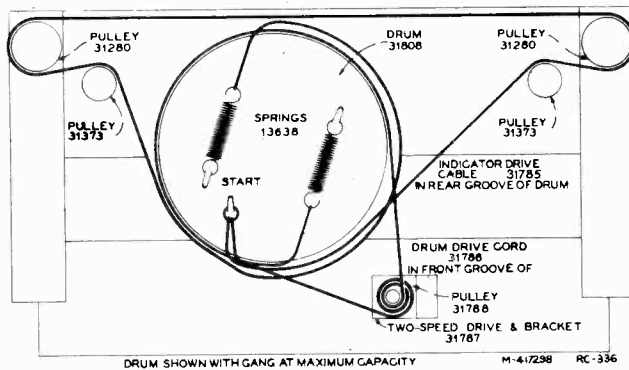 PULLEY
31280
DRUM
31808
PULLEY
31280
PULLEY
31373
SPRINGS
13638
PULLEY
31373
START
INDICATOR DRIVE
CABLE 31785
IN REAR GROOVE OF DRUM
DRUM DRIVE CORD
31786
IN FRONT GROOVE OF
PULLEY
31788
TWO-SPEED DRIVE & BRACKET
31787
DRUM SHOWN WITH GANG AT MAXIMUM CAPACITY
M-417298 RC-336